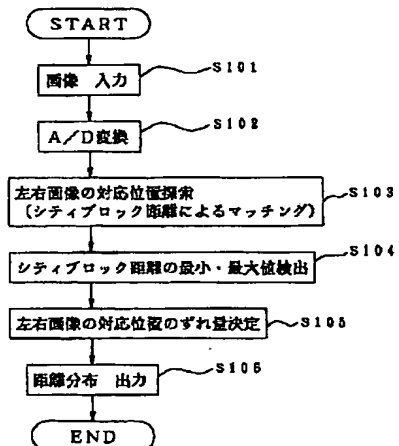 START
画像 入力
S101
A/D変換
S102
左右画像の対応位置探索
(シティブロック距離によるマッチング)
S103
シティブロック距離の最小・最大値検出
S104
左右画像の対応位置のずれ量決定
S105
距離分布 出力
S106
END